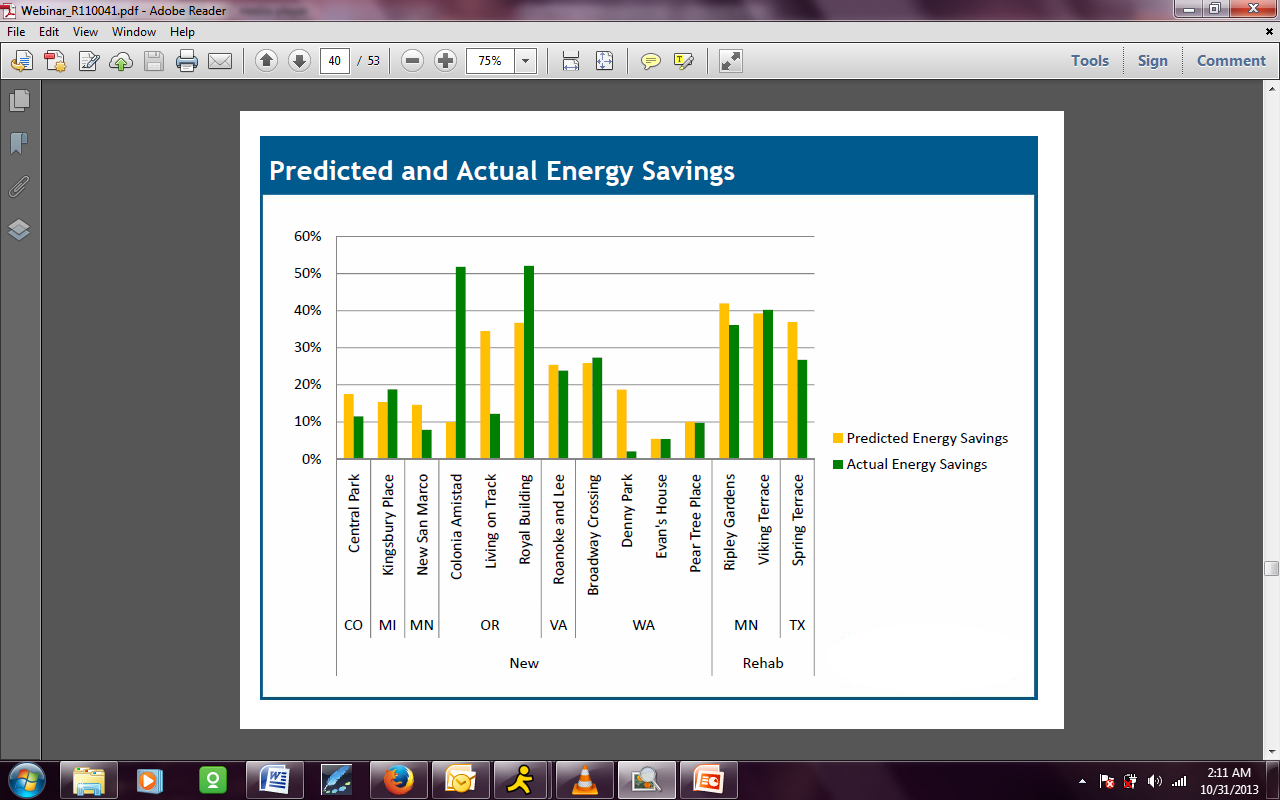 Webinar_R110041.pdf - Adobe Reader
File Edit View Window Help
40 / 53 75% Tools Sign Comment
Predicted and Actual Energy Savings
60%
50%
40%
30%
20%
10%
0%
Predicted Energy Savings
Actual Energy Savings
Central Park
Kingsbury Place
New San Marco
Colonia Amistad
Living on Track
Royal Building
Roanoke and Lee
Broadway Crossing
Denny Park
Evan's House
Pear Tree Place
Ripley Gardens
Viking Terrace
Spring Terrace
CO MI MN OR VA WA MN TX
New Rehab
2:11 AM
10/31/2013